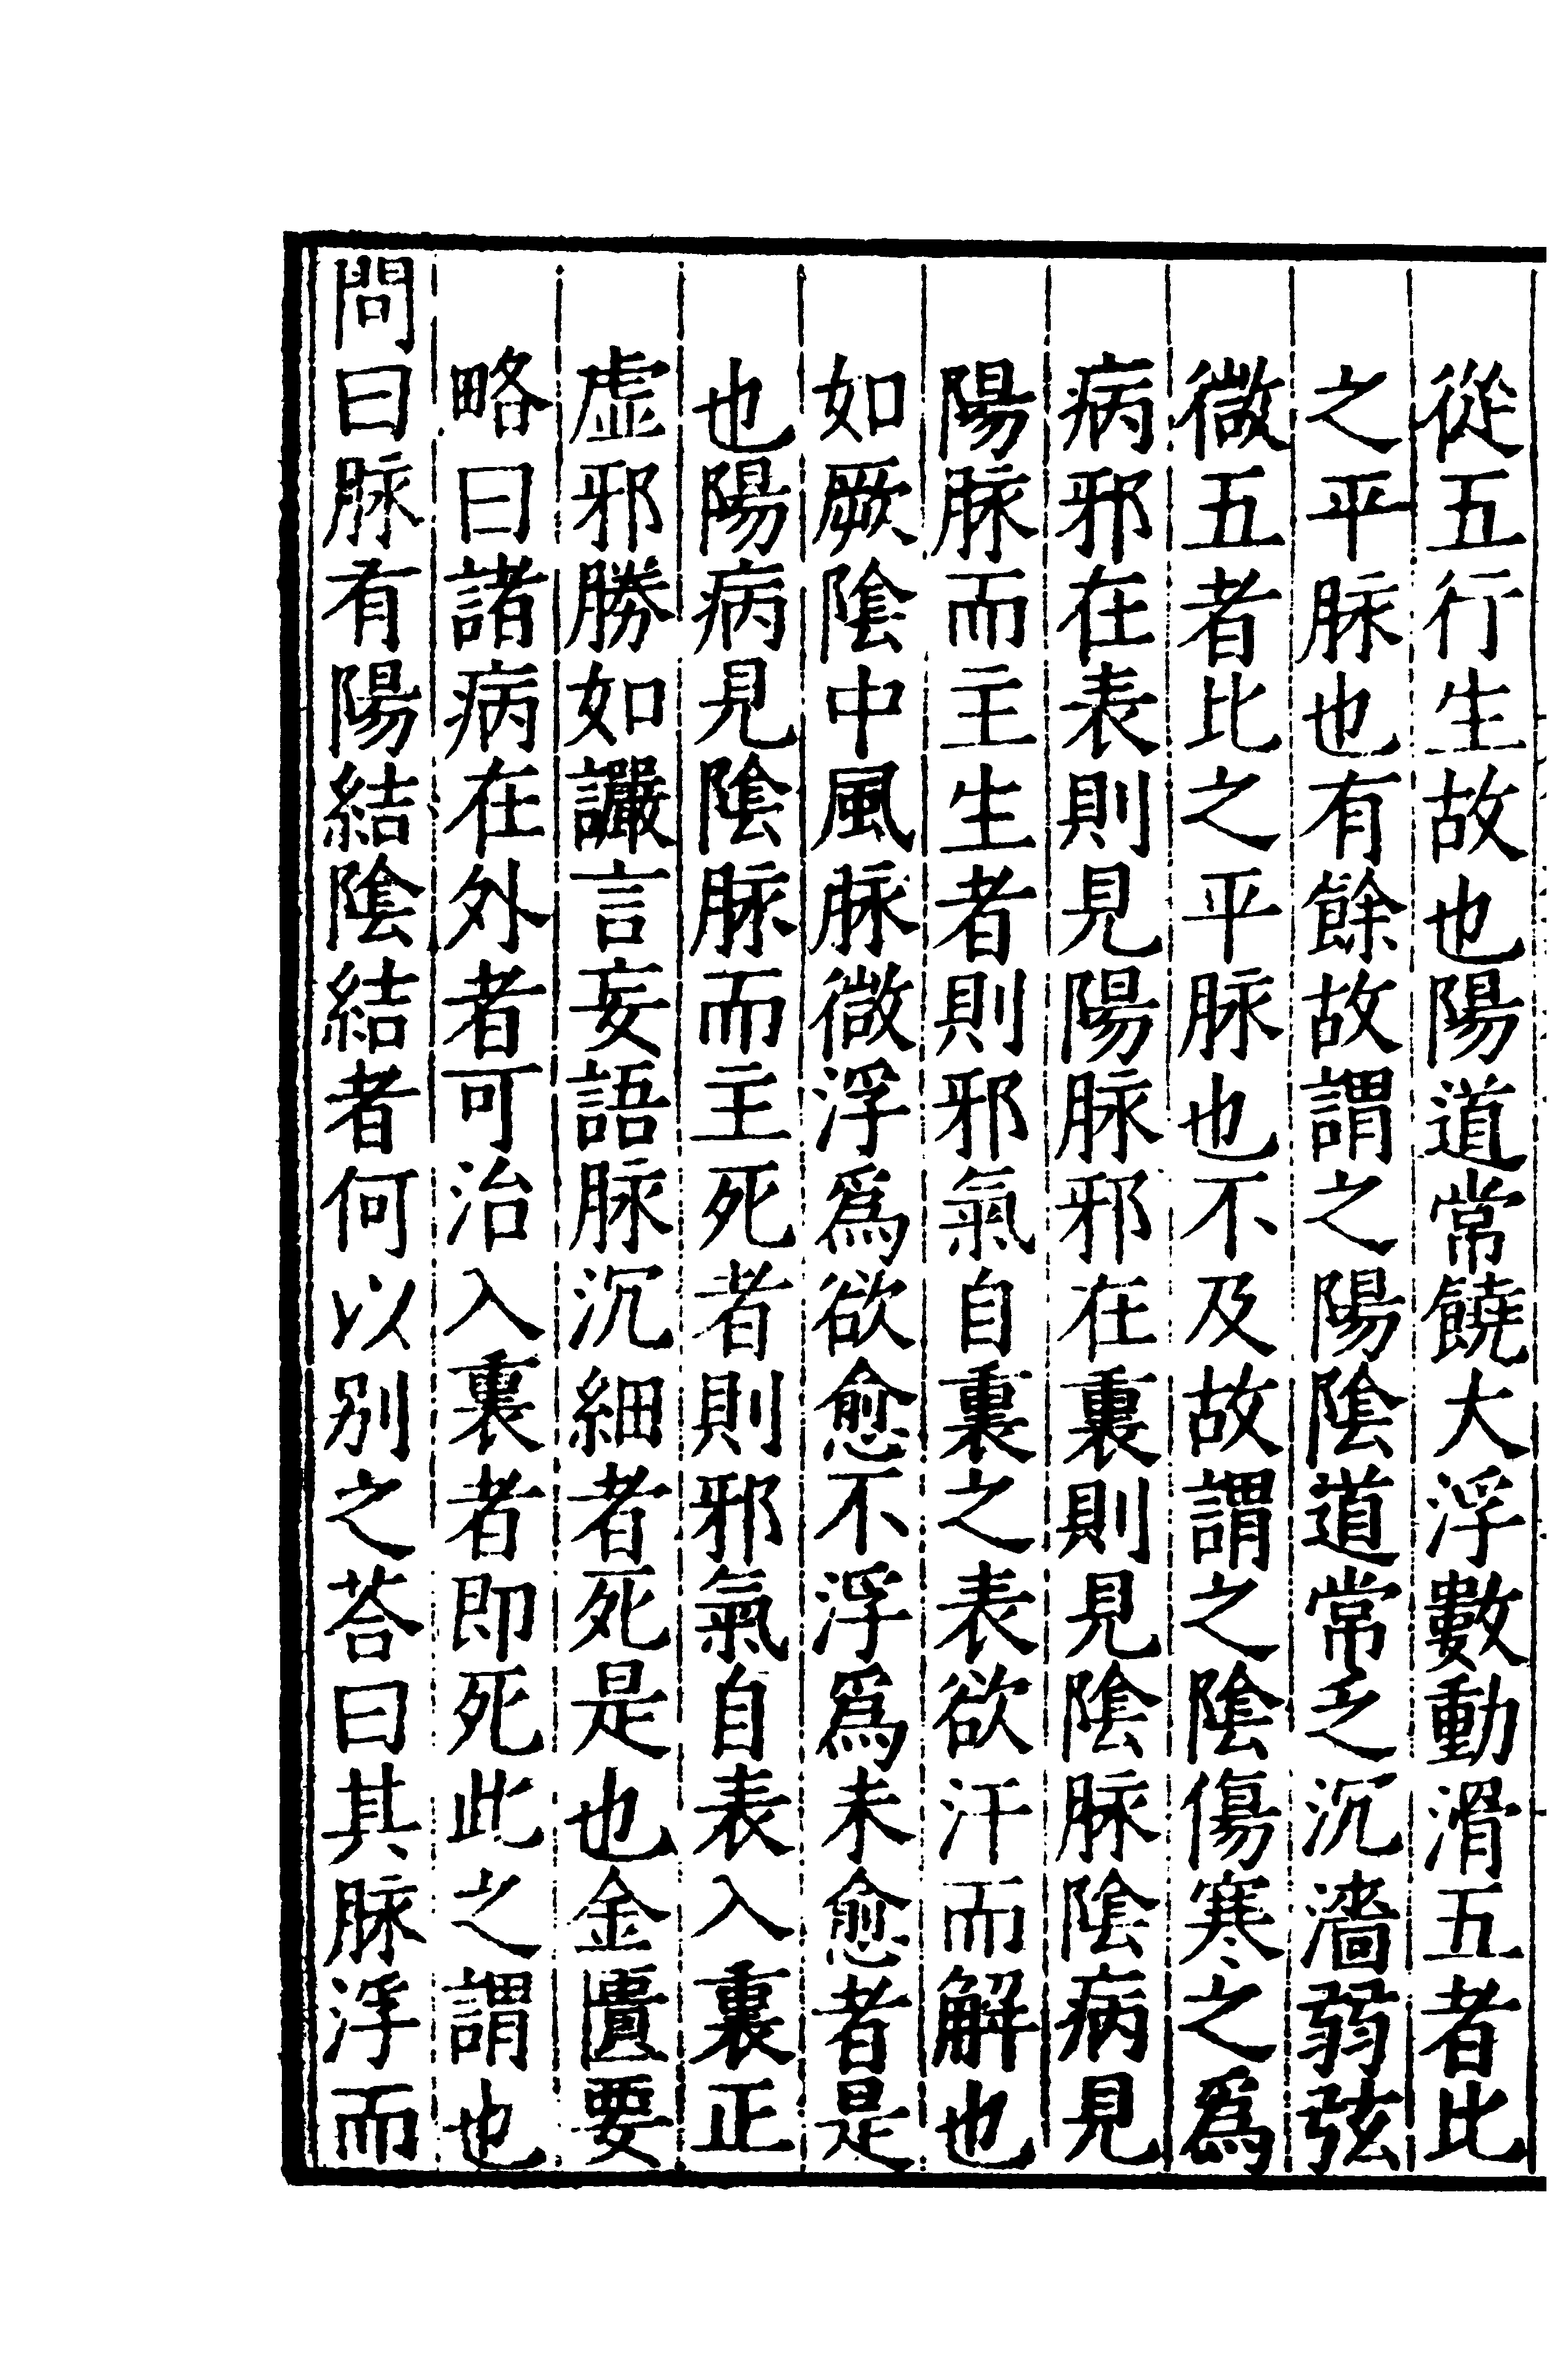 從五行生故也陽道常饒大浮數動滑五者比
之平脉也有餘故謂之陽隂道常乏沉濇弱弦
微五者比之平脉也不及故謂之隂傷寒之爲
病邪在表則見陽脉邪在裏則見隂脉隂病見
陽脉而主生者則邪氣自裏之表欲汗而解也
如厥隂中風脉微浮爲欲愈不浮爲未愈者是
也陽病見隂脉而主死者則邪氣自表入裏正
虛邪勝如讝言妄語脉沉細者死是也金匱要
略曰諸病在外者可治入裏者即死此之謂也
問曰脉有陽結隂結者何以别之荅曰其脉浮而